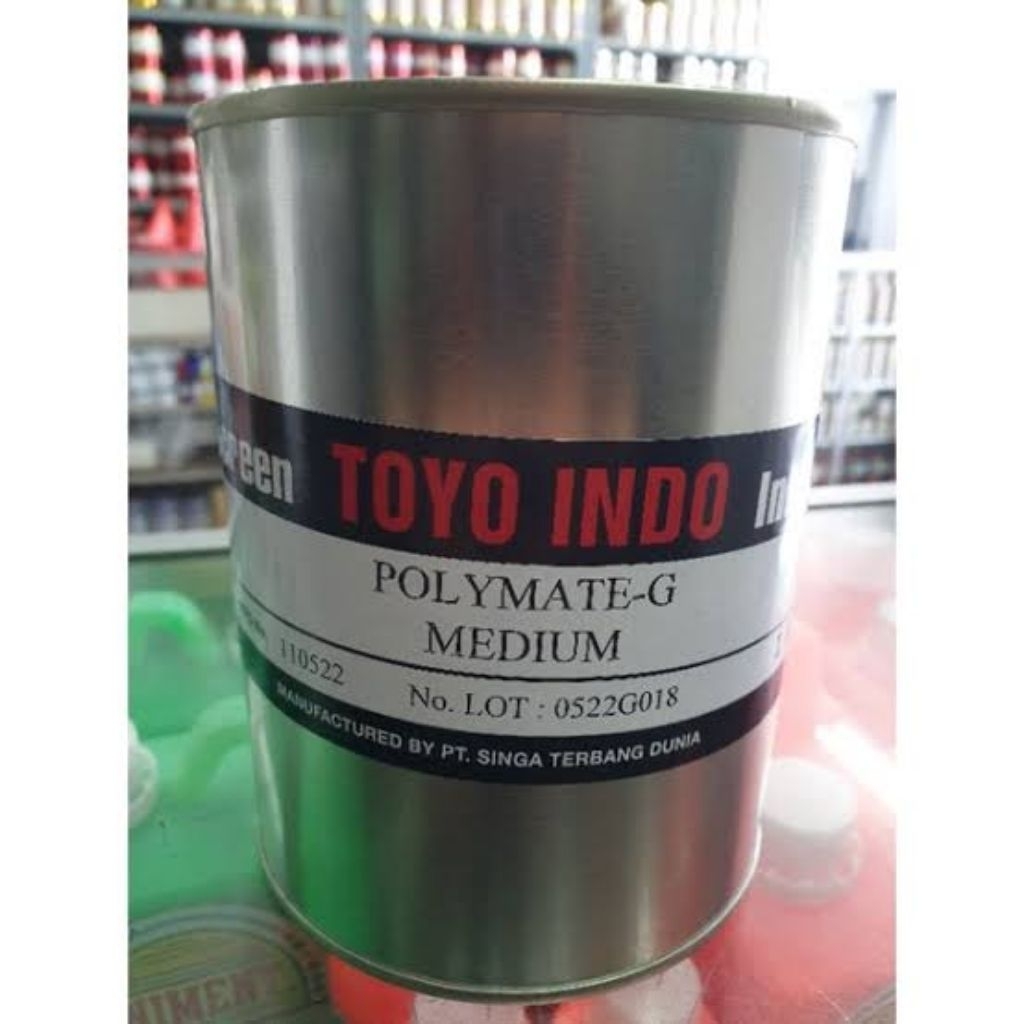 TOYO INDO
POLYMATE-G
MEDIUM
110522
No. LOT : 0522G018
MANUFACTURED BY PT. SINGA TERBANG DUNIA